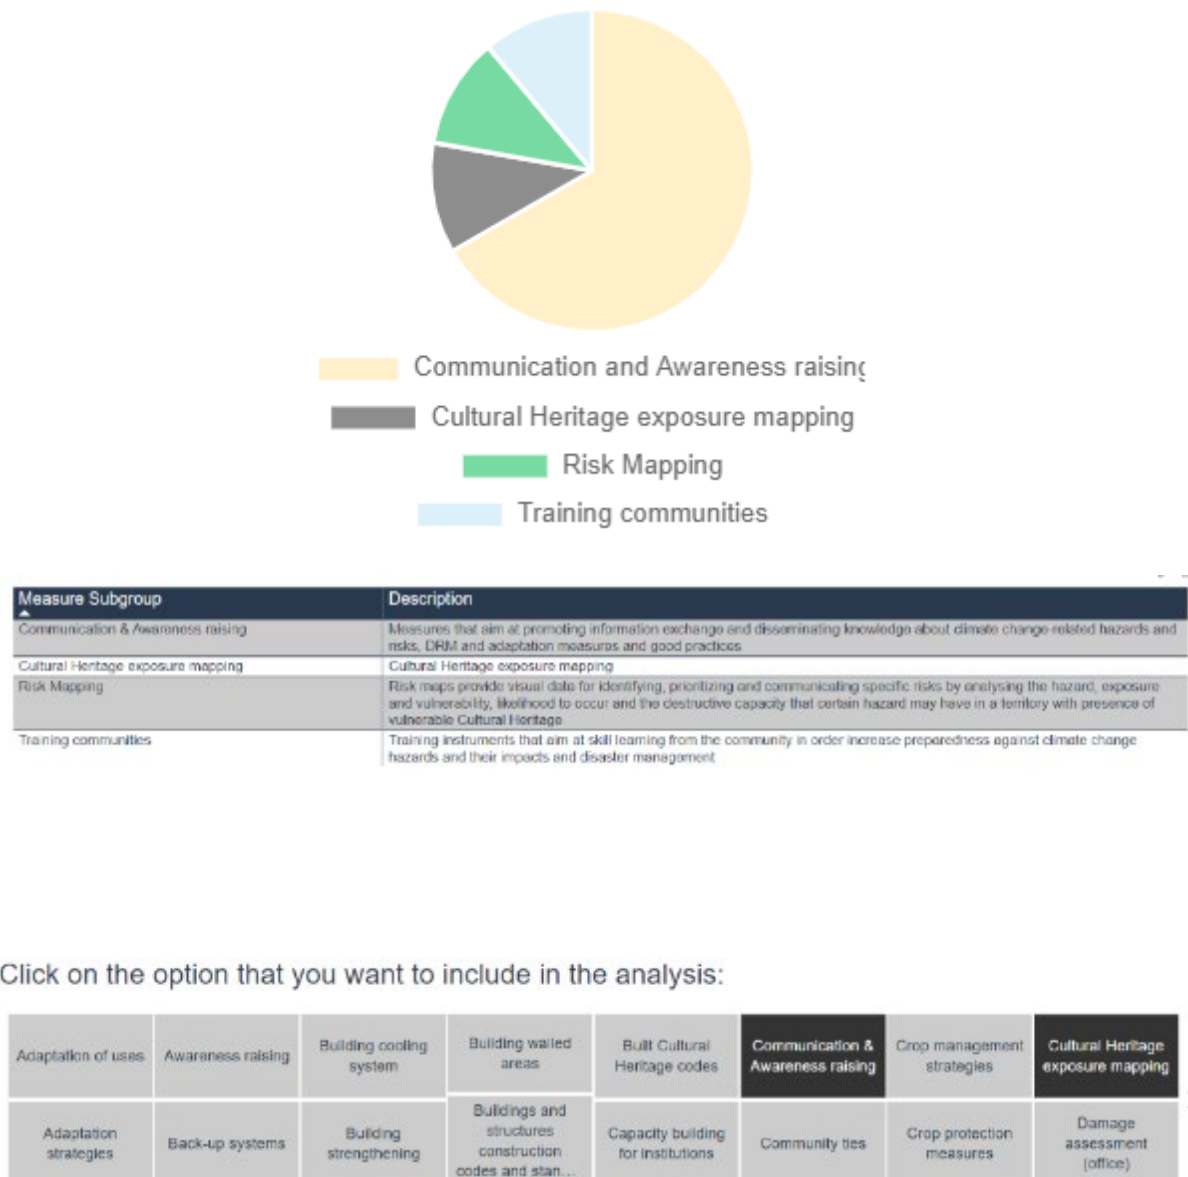 Communication and Awareness raising
Cultural Heritage exposure mapping
Risk Mapping
Training communities
Measure Subgroup
Description
Communication & Awareness raising
Measures that aim at promoting information exchange and disseminating knowledge about climate change-related hazards and
risks, DRM and adaptation measures and good practices
Cultural Heritage exposure mapping
Cultural Heritage exposure mapping
Risk Mapping
Risk maps provide visual data for identifying, prioritizing and communicating specific risks by analysing the hazard, exposure
and vulnerability, likelihood to occur and the destructive capacity that certain hazard may have in a territory with presence of
vulnerable Cultural Heritage
Training communities
Training instruments that aim at skill learning from the community in order increase preparedness against climate change
hazards and their impacts and disaster management
Click on the option that you want to include in the analysis:
Adaptation of uses
Awareness raising
Building cooling
system
Building walled
areas
Built Cultural
Heritage codes
Communication &
Awareness raising
Crop management
strategies
Cultural Heritage
exposure mapping
Adaptation
strategies
Back-up systems
Building
strengthening
Buildings and
structures
construction
codes and stan...
Capacity building
for institutions
Community ties
Crop protection
measures
Damage
assessment
(office)